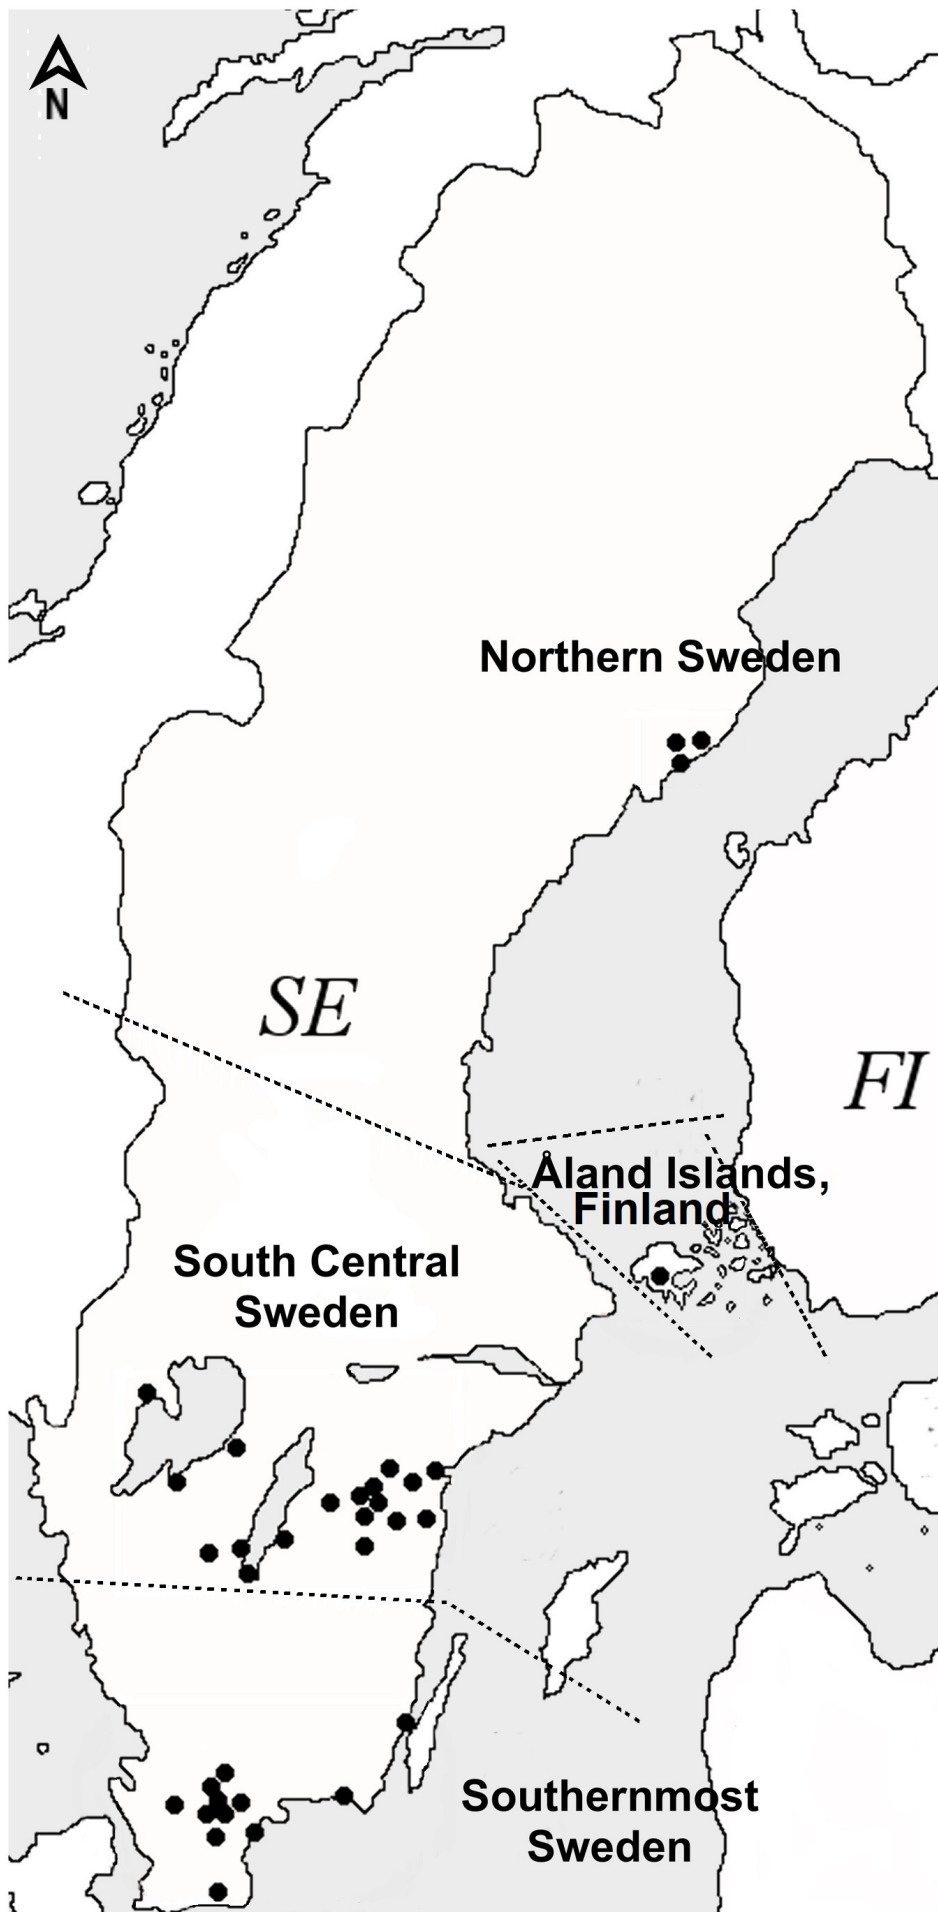 N
Northern Sweden
SE
FI
Åland Islands,
Finland
South Central
Sweden
Southernmost
Sweden